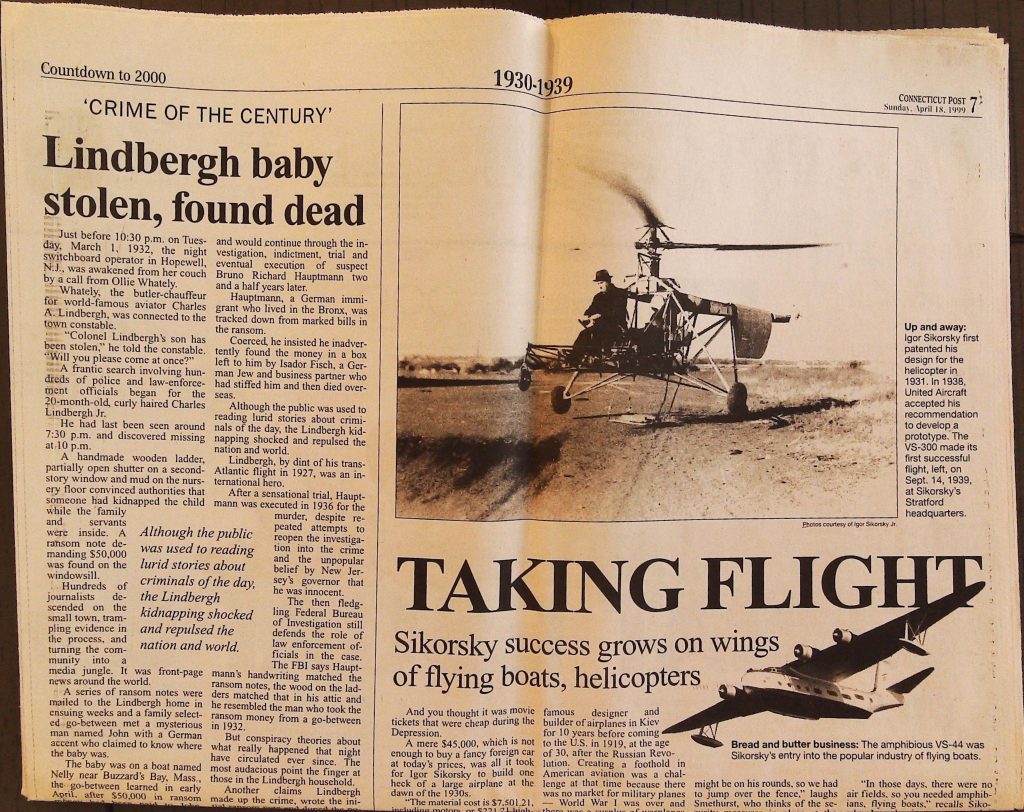 Countdown to 2000
1930-1939
CONNECTICUT POST 7
Sunday, April 18, 1999
'CRIME OF THE CENTURY'
Lindbergh baby
stolen, found dead
Just before 10:30 p.m. on Tues-
day, March 1, 1932, the night
switchboard operator in Hopewell,
N.J., was awakened from her couch
by a call from Ollie Whately.
Whately, the butler-chauffeur
for world-famous aviator Charles
A. Lindbergh, was connected to the
town constable.
"Colonel Lindbergh's son has
been stolen," he told the constable.
"Will you please come at once?"
A frantic search involving hun-
dreds of police and law-enforce-
ment officials began for the
20-month-old, curly haired Charles
Lindbergh Jr.
He had last been seen around
7:30 p.m. and discovered missing
at 10 p.m.
A handmade wooden ladder,
partially open shutter on a second-
story window and mud on the nurs-
ery floor convinced authorities that
someone had kidnapped the child
while the family
and servants
were inside. A
ransom note de-
manding $50,000
was found on the
windowsill.
Hundreds of
journalists de-
scended on the
small town, tram-
pling evidence in
the process, and
turning the com-
munity into a
media jungle. It was front-page
news around the world.
A series of ransom notes were
mailed to the Lindbergh home in
ensuing weeks and a family select-
ed go-between met a mysterious
man named John with a German
accent who claimed to know where
the baby was.
The baby was on a boat named
Nelly near Buzzard's Bay, Mass.,
the go-between learned in early
April, after $50,000 in ransom
Although the public
was used to reading
lurid stories about
criminals of the day,
the Lindbergh
kidnapping shocked
and repulsed the
nation and world.
and would continue through the in-
vestigation, indictment, trial and
eventual execution of suspect
Bruno Richard Hauptmann two
and a half years later.
Hauptmann, a German immi-
grant who lived in the Bronx, was
tracked down from marked bills in
the ransom.
Coerced, he insisted he inadver-
tently found the money in a box
left to him by Isador Fisch, a Ger-
man Jew and business partner who
had stiffed him and then died over-
seas.
Although the public was used to
reading lurid stories about crimi-
nals of the day, the Lindbergh kid-
napping shocked and repulsed the
nation and world.
Lindbergh, by dint of his trans-
Atlantic flight in 1927, was an in-
ternational hero.
After a sensational trial, Haupt-
mann was executed in 1936 for the
murder, despite re-
peated attempts to
reopen the investiga-
tion into the crime
and the unpopular
belief by New Jer-
sey's governor that
he was innocent.
The then fledg-
ling Federal Bureau
of Investigation still
defends the role of
law enforcement of-
ficials in the case.
The FBI says Haupt-
mann's handwriting matched the
ransom notes, the wood on the lad-
ders matched that in his attic and
he resembled the man who took the
ransom money from a go-between
in 1932.
But conspiracy theories about
what really happened that night
have circulated ever since. The
most audacious point the finger at
those in the Lindbergh household.
Another claims Lindbergh
made up the crime, wrote the
Up and away:
Igor Sikorsky first
patented his
design for the
helicopter in
1931. In 1938,
United Aircraft
accepted his
recommendation
to develop a
prototype. The
VS-300 made its
first successful
flight, left, on
Sept. 14, 1939,
at Sikorsky's
Stratford
headquarters.
Photos courtesy of Igor Sikorsky Jr.
TAKING FLIGHT
Sikorsky success grows on wings
of flying boats, helicopters
And you thought it was movie
tickets that were cheap during the
Depression.
A mere $45,000, which is not
enough to buy a fancy foreign car
at today's prices, was all it took
for Igor Sikorsky to build one
heck of a large airplane at the
dawn of the 1930s.
"The material cost is $7,501.21,
famous designer and
builder of airplanes in Kiev
for 10 years before coming
to the U.S. in 1919, at the age
of 30, after the Russian Revo-
lution. Creating a foothold in
American aviation was a chal-
lenge at that time because there
was no market for military planes
World War I was over and
Bread and butter business: The amphibious VS-44 was
Sikorsky's entry into the popular industry of flying boats.
might be on his rounds, so we had
to jump over the fence," laughs
Smethurst, who thinks of the se-
"In those days, there were no
air fields, so you needed amphib-
ians, flying boats," recalls Siko-